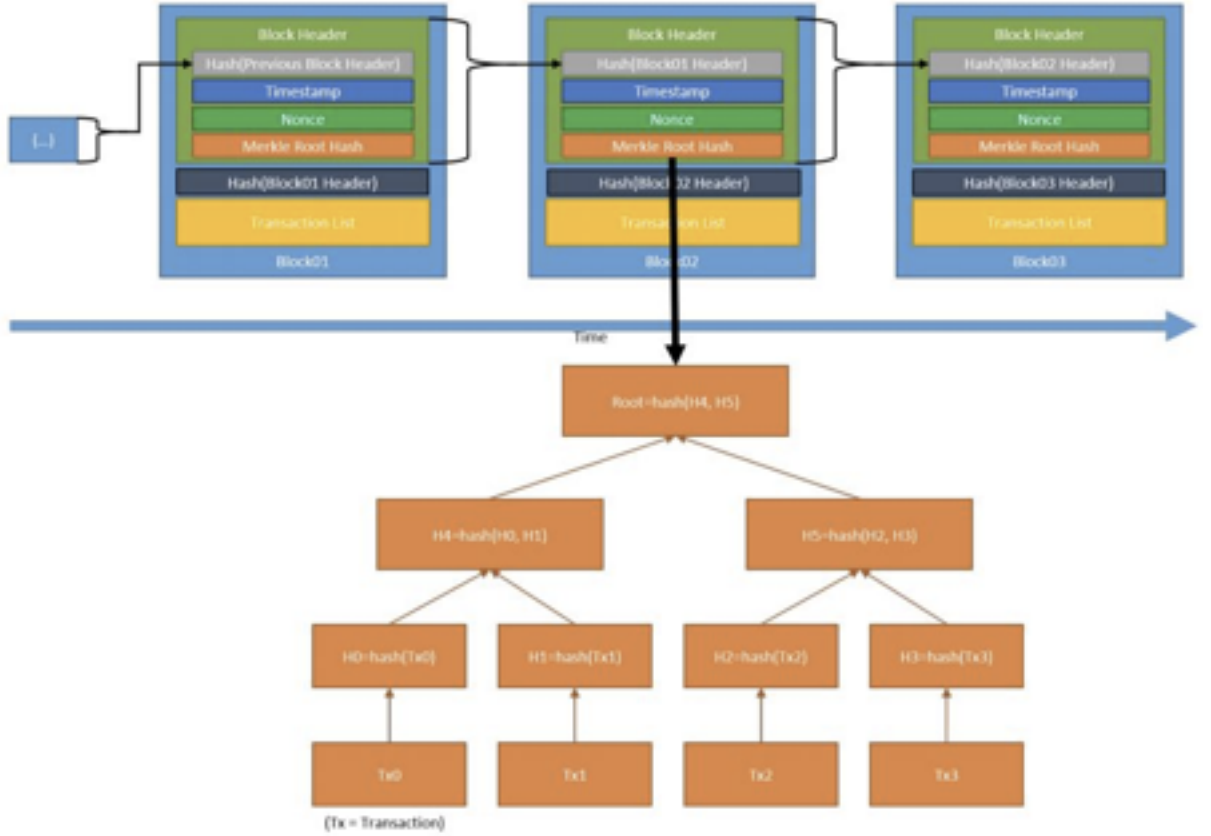 Block Header
Hash(Previous Block Header)
Timestamp
Nonce
Merkle Root Hash
Hash(Block01 Header)
Transaction List
Block01
Block Header
Hash(Block01 Header)
Timestamp
Nonce
Merkle Root Hash
Hash(Block02 Header)
Transaction List
Block02
Block Header
Hash(Block02 Header)
Timestamp
Nonce
Merkle Root Hash
Hash(Block03 Header)
Transaction List
Block03
(...)
Time
Root=hash(H4, H5)
H4=hash(H0, H1)
H5=hash(H2, H3)
H0=hash(Tx0)
H1=hash(Tx1)
H2=hash(Tx2)
H3=hash(Tx3)
Tx0
Tx1
Tx2
Tx3
(Tx = Transaction)